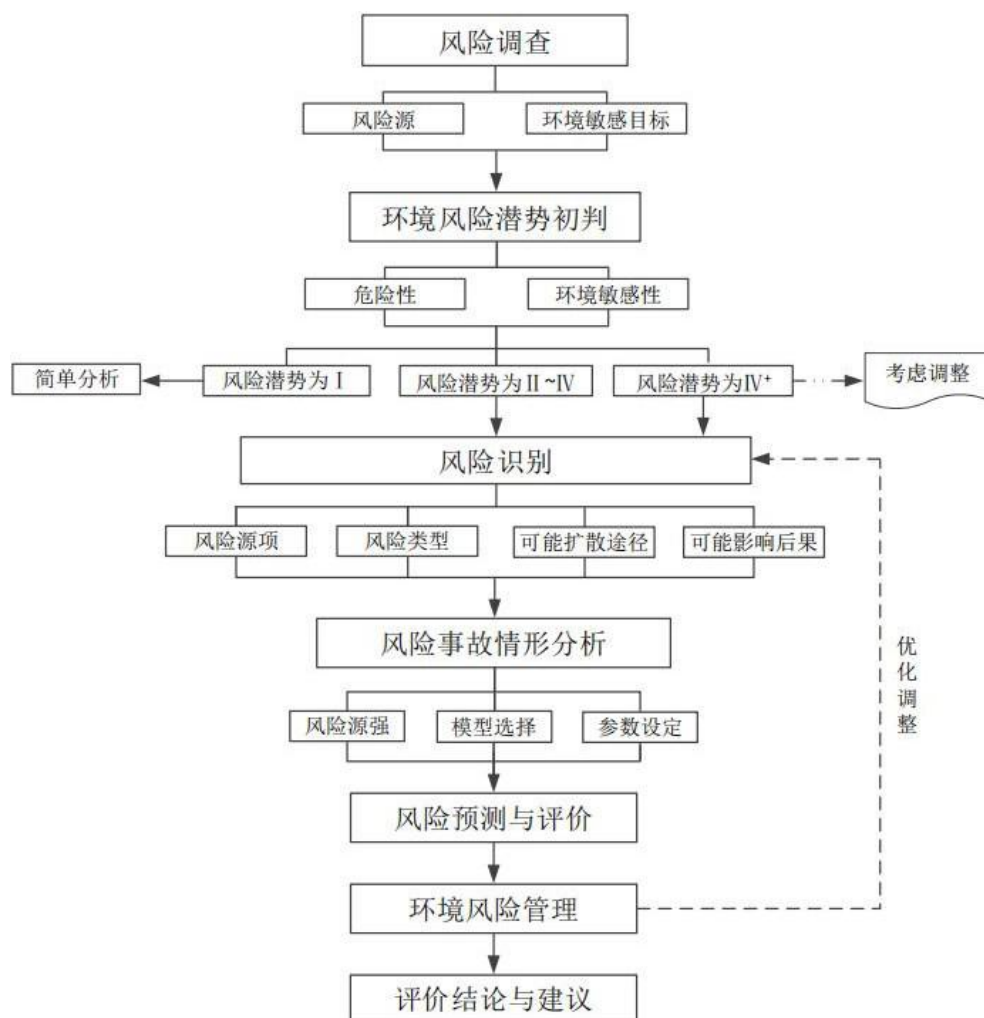 风险调查
风险源
环境敏感目标
环境风险潜势初判
危险性
环境敏感性
简单分析
风险潜势为Ⅰ
风险潜势为Ⅱ~Ⅳ
风险潜势为Ⅳ⁺
考虑调整
风险识别
风险源项
风险类型
可能扩散途径
可能影响后果
风险事故情形分析
优化调整
风险源强
模型选择
参数设定
风险预测与评价
环境风险管理
评价结论与建议